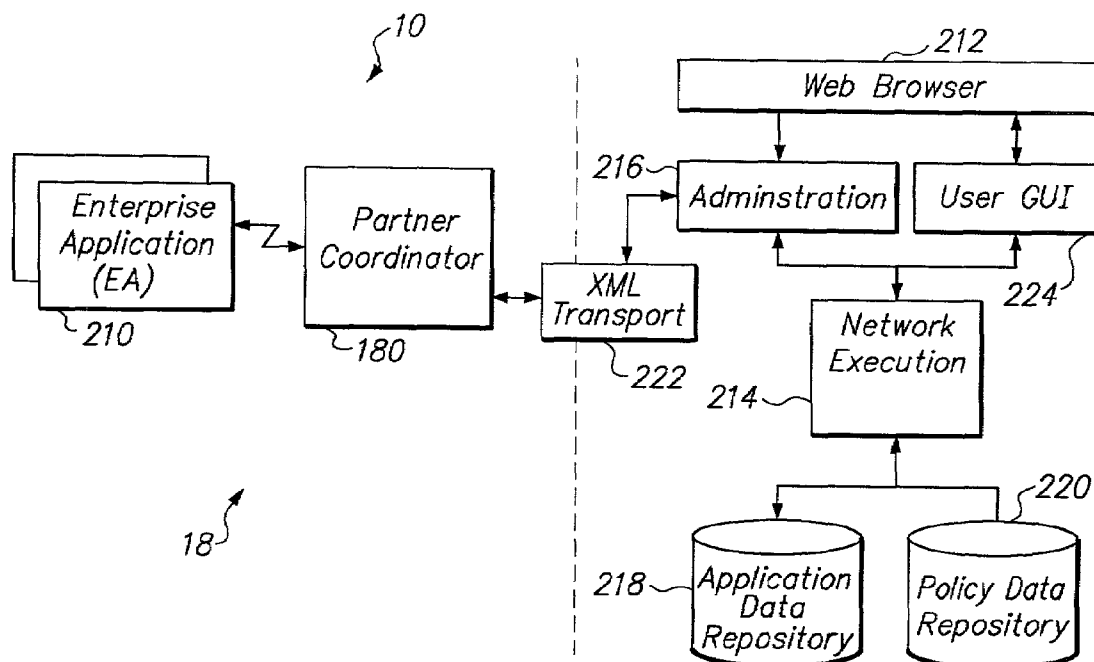 10
212
Web Browser
216
Adminstration
User GUI
224
Enterprise
Application
(EA)
210
Partner
Coordinator
180
XML
Transport
222
Network
Execution
214
18
220
218
Application
Data
Repository
Policy Data
Repository